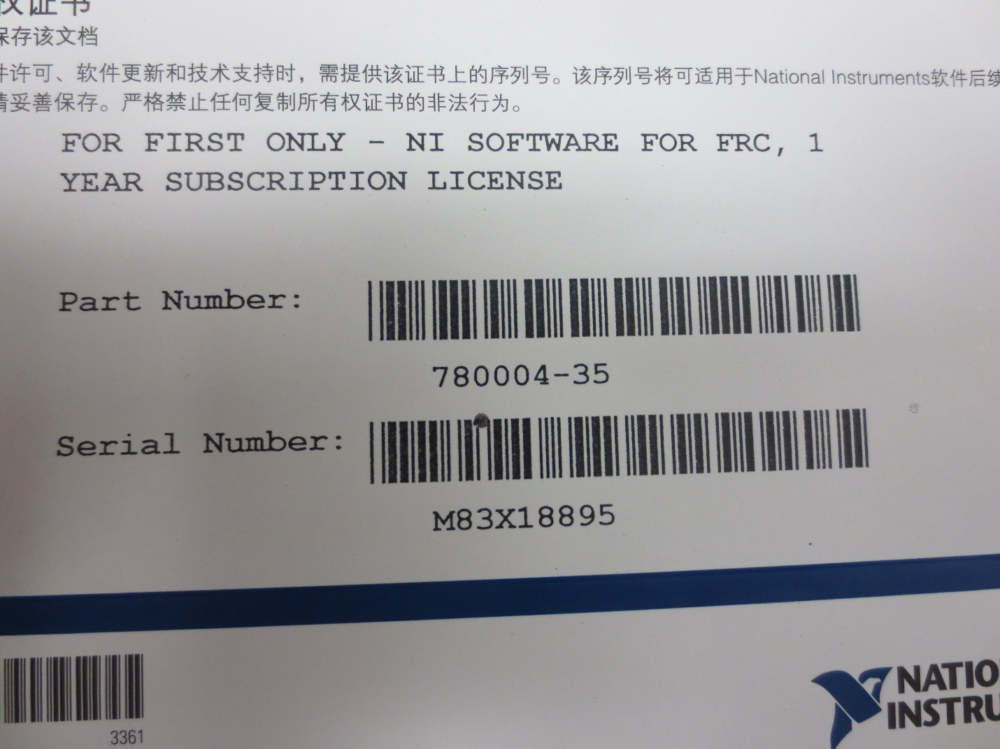 权证书
保存该文档
件许可、软件更新和技术支持时，需提供该证书上的序列号。该序列号将可适用于National Instruments软件后续
请妥善保存。严格禁止任何复制所有权证书的非法行为。
FOR FIRST ONLY - NI SOFTWARE FOR FRC, 1
YEAR SUBSCRIPTION LICENSE
Part Number:
780004-35
Serial Number:
M83X18895
3361
NATIO
INSTRU